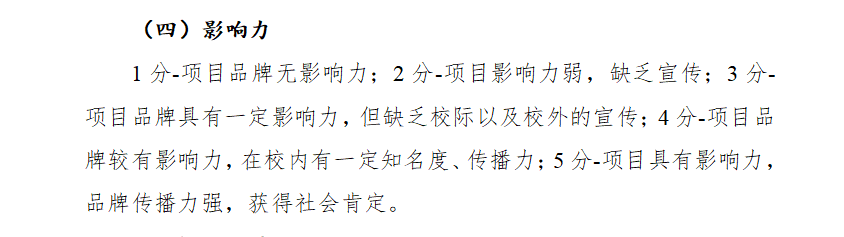 （四）影响力
1 分-项目品牌无影响力；2 分-项目影响力弱，缺乏宣传；3 分-
项目品牌具有一定影响力，但缺乏校际以及校外的宣传；4 分-项目品
牌较有影响力，在校内有一定知名度、传播力；5 分-项目具有影响力，
品牌传播力强，获得社会肯定。